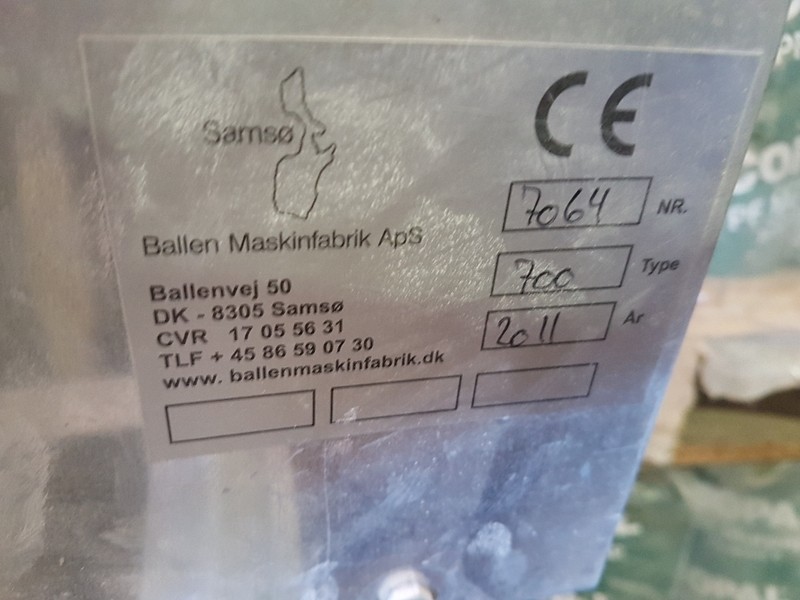 Samsø
CE
Ballen Maskinfabrik ApS
7064 NR.
700 Type
2011 År
Ballenvej 50
DK - 8305 Samsø
CVR 17 05 56 31
TLF + 45 86 59 07 30
www. ballenmaskinfabrik.dk